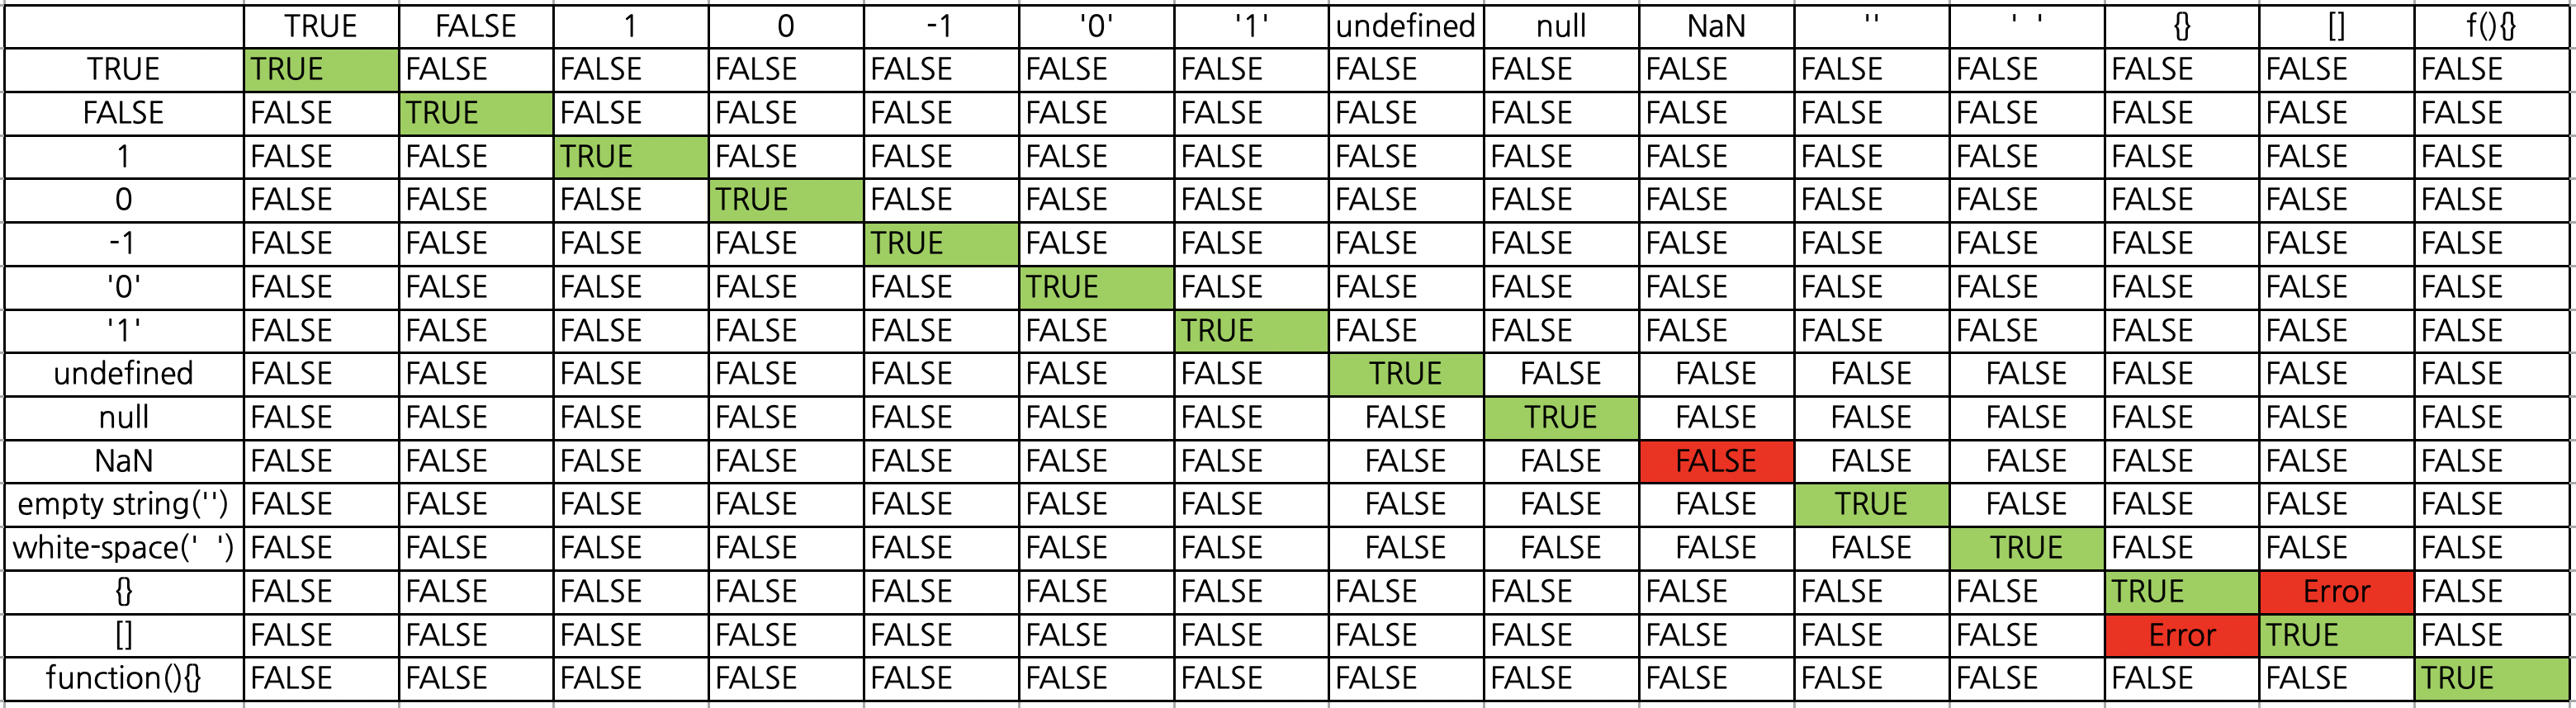 TRUE FALSE 1 0 -1 '0' '1' undefined null NaN '' ' ' {} [] f(){}
TRUE TRUE FALSE FALSE FALSE FALSE FALSE FALSE FALSE FALSE FALSE FALSE FALSE FALSE FALSE FALSE
FALSE FALSE TRUE FALSE FALSE FALSE FALSE FALSE FALSE FALSE FALSE FALSE FALSE FALSE FALSE FALSE
1 FALSE FALSE TRUE FALSE FALSE FALSE FALSE FALSE FALSE FALSE FALSE FALSE FALSE FALSE FALSE
0 FALSE FALSE FALSE TRUE FALSE FALSE FALSE FALSE FALSE FALSE FALSE FALSE FALSE FALSE FALSE
-1 FALSE FALSE FALSE FALSE TRUE FALSE FALSE FALSE FALSE FALSE FALSE FALSE FALSE FALSE FALSE
'0' FALSE FALSE FALSE FALSE FALSE TRUE FALSE FALSE FALSE FALSE FALSE FALSE FALSE FALSE FALSE
'1' FALSE FALSE FALSE FALSE FALSE FALSE TRUE FALSE FALSE FALSE FALSE FALSE FALSE FALSE FALSE
undefined FALSE FALSE FALSE FALSE FALSE FALSE FALSE TRUE FALSE FALSE FALSE FALSE FALSE FALSE FALSE
null FALSE FALSE FALSE FALSE FALSE FALSE FALSE FALSE TRUE FALSE FALSE FALSE FALSE FALSE FALSE
NaN FALSE FALSE FALSE FALSE FALSE FALSE FALSE FALSE FALSE FALSE FALSE FALSE FALSE FALSE FALSE
empty string('') FALSE FALSE FALSE FALSE FALSE FALSE FALSE FALSE FALSE FALSE TRUE FALSE FALSE FALSE FALSE
white-space(' ') FALSE FALSE FALSE FALSE FALSE FALSE FALSE FALSE FALSE FALSE FALSE TRUE FALSE FALSE FALSE
{} FALSE FALSE FALSE FALSE FALSE FALSE FALSE FALSE FALSE FALSE FALSE FALSE TRUE Error FALSE
[] FALSE FALSE FALSE FALSE FALSE FALSE FALSE FALSE FALSE FALSE FALSE FALSE Error TRUE FALSE
function(){} FALSE FALSE FALSE FALSE FALSE FALSE FALSE FALSE FALSE FALSE FALSE FALSE FALSE FALSE TRUE